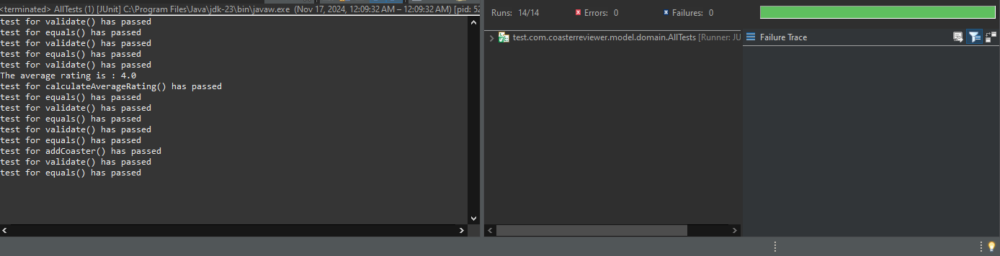 <terminated> AllTests (1) [JUnit] C:\Program Files\Java\jdk-23\bin\javaw.exe (Nov 17, 2024, 12:09:32 AM – 12:09:32 AM) [pid: 52
test for validate() has passed
test for equals() has passed
test for validate() has passed
test for equals() has passed
test for validate() has passed
The average rating is : 4.0
test for calculateAverageRating() has passed
test for equals() has passed
test for validate() has passed
test for equals() has passed
test for validate() has passed
test for equals() has passed
test for addCoaster() has passed
test for validate() has passed
test for equals() has passed
Runs: 14/14 Errors: 0 Failures: 0
test.com.coasterreviewer.model.domain.AllTests [Runner: JU
Failure Trace